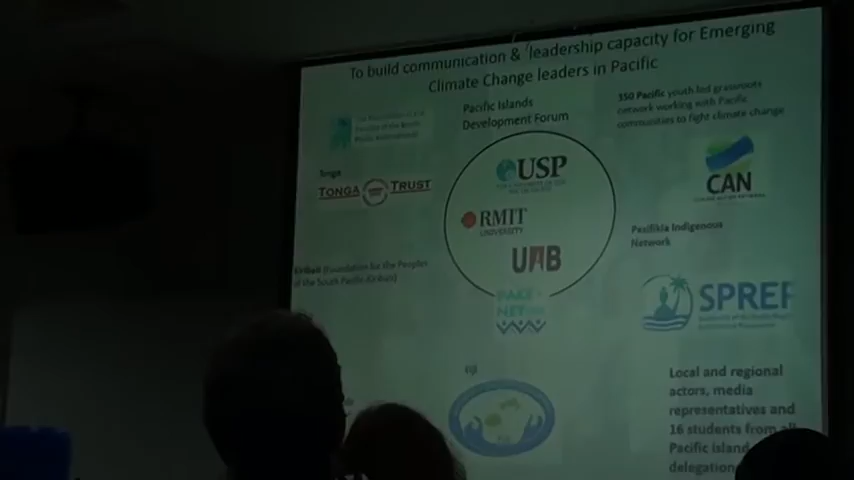 To build communication & leadership capacity for Emerging
Climate Change leaders in Pacific
Pacific Islands
Development Forum
350 Pacific youth led grassroots
network working with Pacific
communities to fight climate change
Tonga
TONGA TRUST
USP
RMIT
UNIVERSITY
UAB
CAN
Pasifikia Indigenous
Network
Kiribati (Foundation for the Peoples
of the South Pacific Kiribati)
PACE-
NET
SPREP
Fiji
Local and regional
actors, media
representatives and
16 students from all
Pacific island
delegation